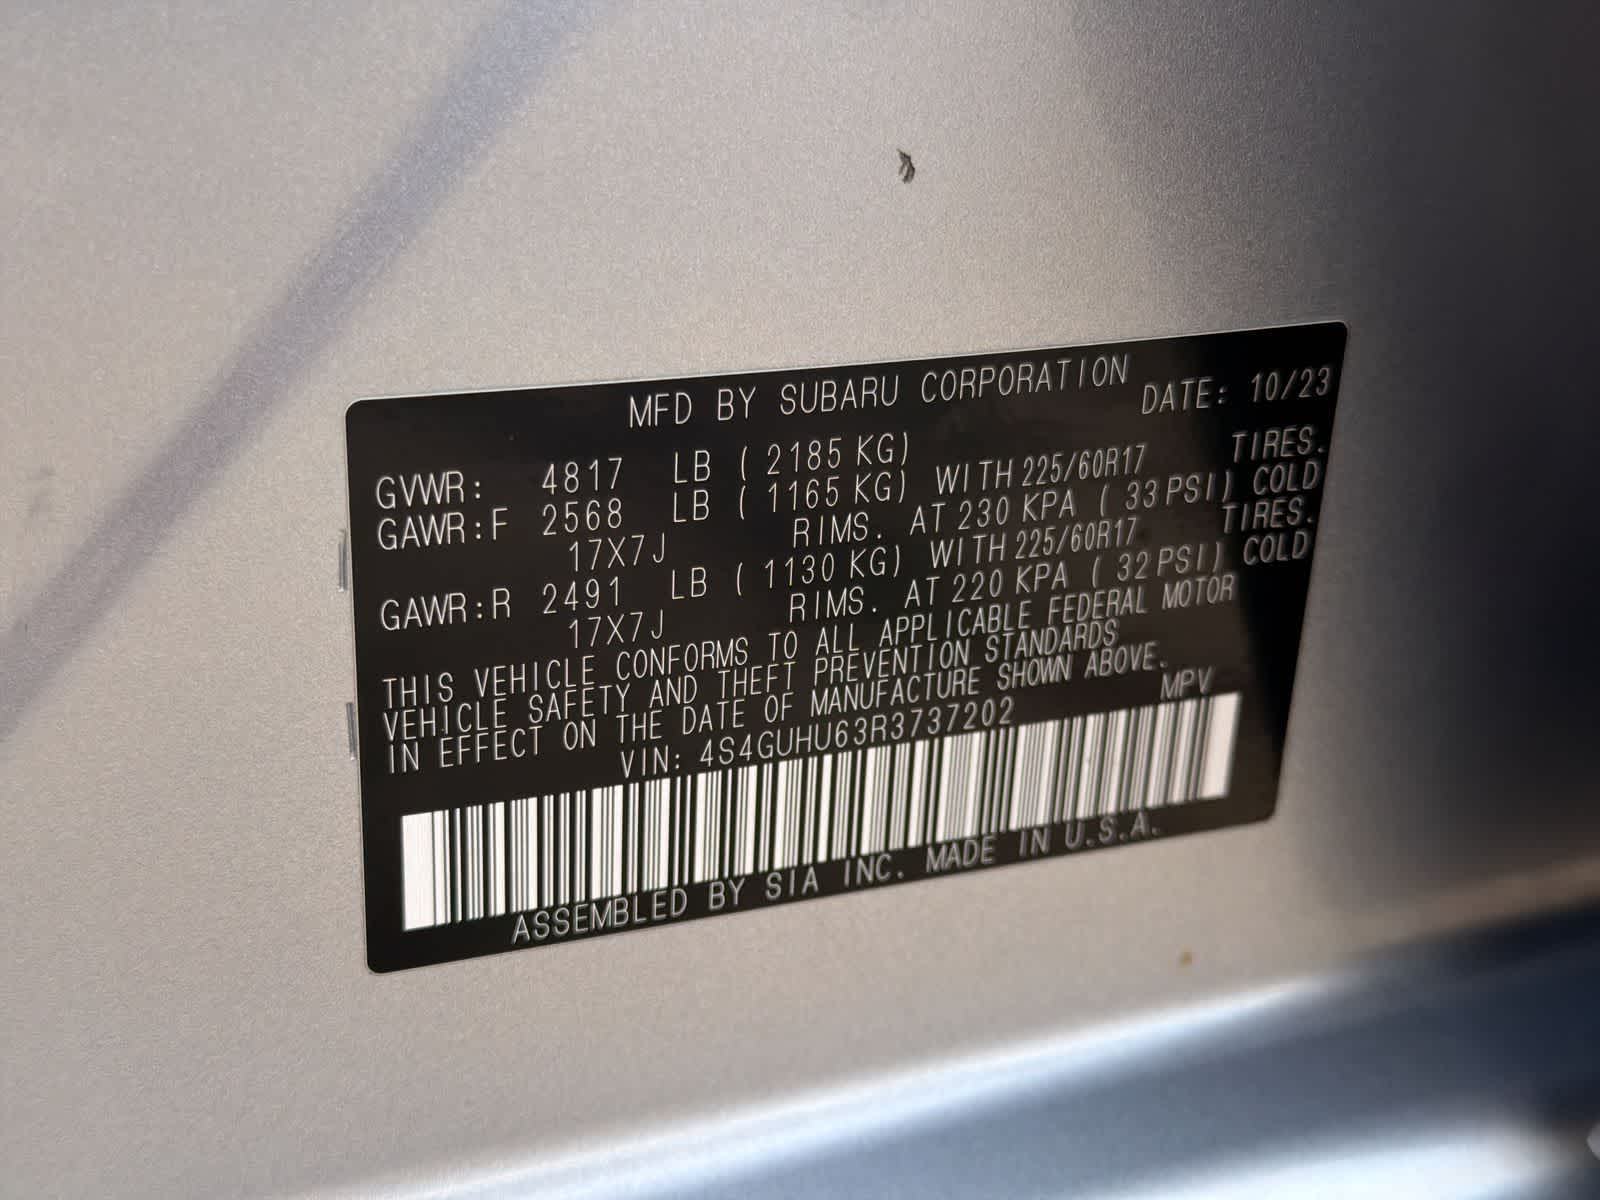 MFD BY SUBARU CORPORATION
DATE: 10/23
GVWR: 4817 LB ( 2185 KG)
GAWR:F 2568 LB ( 1165 KG) WITH 225/60R17 TIRES.
17X7J RIMS. AT 230 KPA ( 33 PSI) COLD
GAWR:R 2491 LB ( 1130 KG) WITH 225/60R17 TIRES.
17X7J RIMS. AT 220 KPA ( 32 PSI) COLD
THIS VEHICLE CONFORMS TO ALL APPLICABLE FEDERAL MOTOR
VEHICLE SAFETY AND THEFT PREVENTION STANDARDS
IN EFFECT ON THE DATE OF MANUFACTURE SHOWN ABOVE.
VIN: 4S4GUHU63R3737202 MPV
ASSEMBLED BY SIA INC. MADE IN U.S.A.